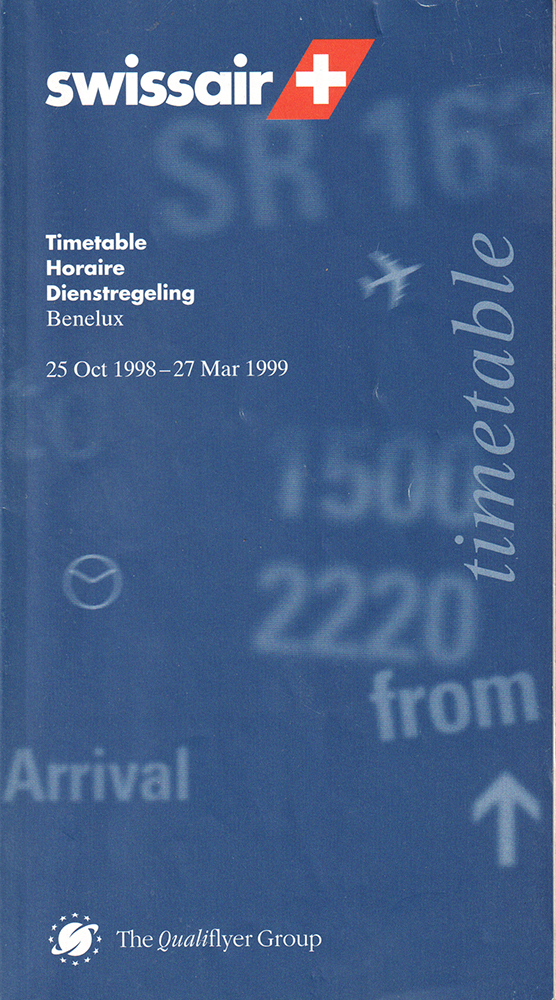 swissair
SR 163
Timetable
Horaire
Dienstregeling
Benelux
25 Oct 1998–27 Mar 1999
timetable
1500
2220
from
Arrival
The Qualiflyer Group